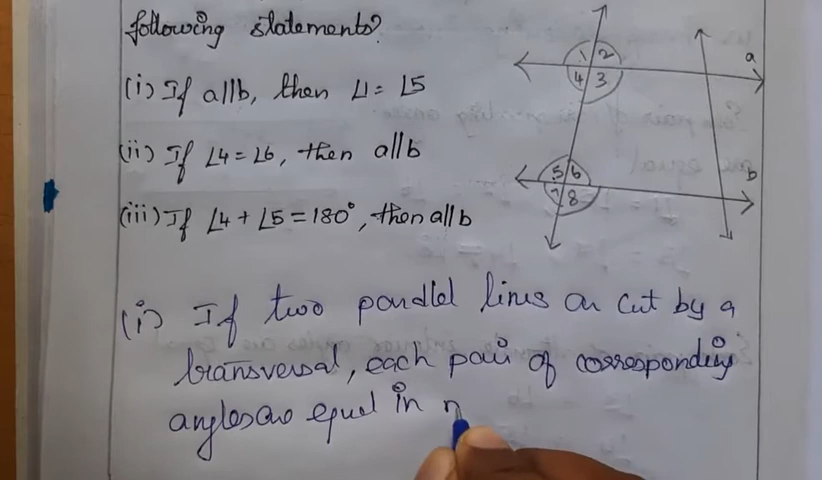 following statements?
(i) If a||b, then ∠1 = ∠5
(ii) If ∠4 = ∠6, then a||b
(iii) If ∠4 + ∠5 = 180°, then a||b
1 2
4 3
a
5 6
7 8
b
(i) If two parallel lines are cut by a
transversal, each pair of corresponding
angles are equal in